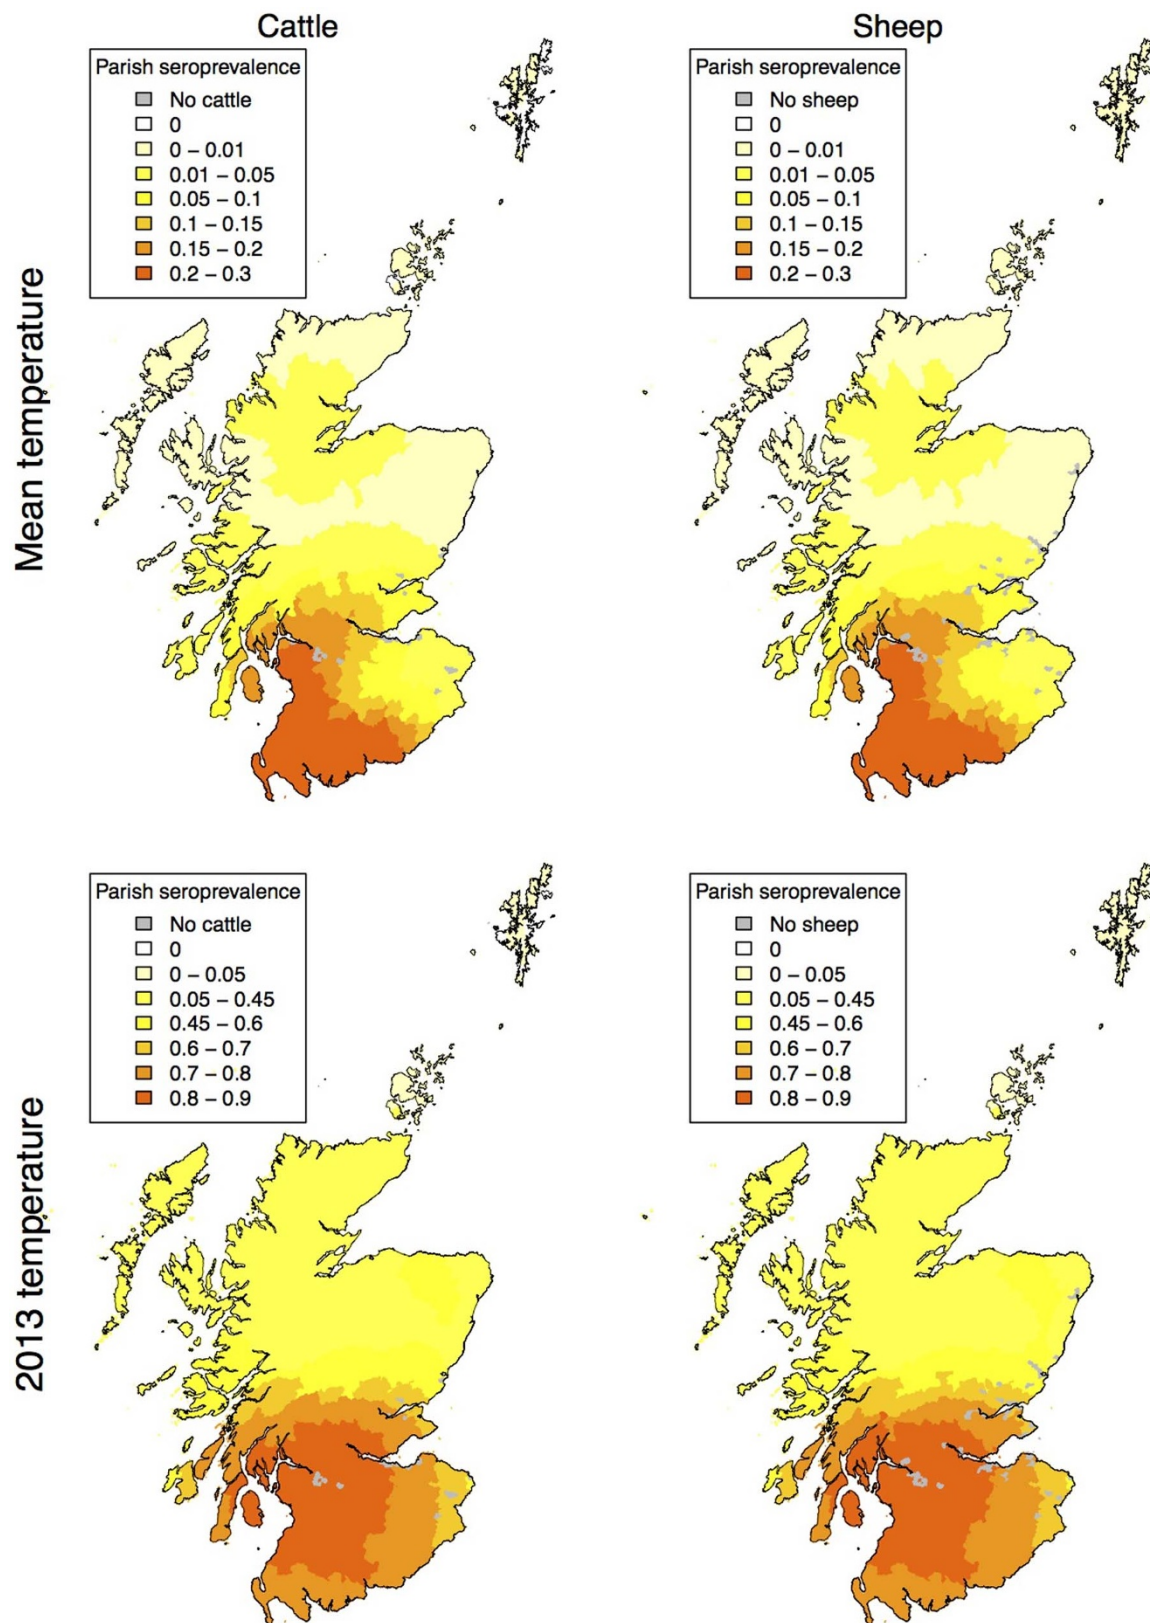 Cattle
Sheep
Mean temperature
Parish seroprevalence
No cattle
0
0 – 0.01
0.01 – 0.05
0.05 – 0.1
0.1 – 0.15
0.15 – 0.2
0.2 – 0.3
Parish seroprevalence
No sheep
0
0 – 0.01
0.01 – 0.05
0.05 – 0.1
0.1 – 0.15
0.15 – 0.2
0.2 – 0.3
2013 temperature
Parish seroprevalence
No cattle
0
0 – 0.05
0.05 – 0.45
0.45 – 0.6
0.6 – 0.7
0.7 – 0.8
0.8 – 0.9
Parish seroprevalence
No sheep
0
0 – 0.05
0.05 – 0.45
0.45 – 0.6
0.6 – 0.7
0.7 – 0.8
0.8 – 0.9